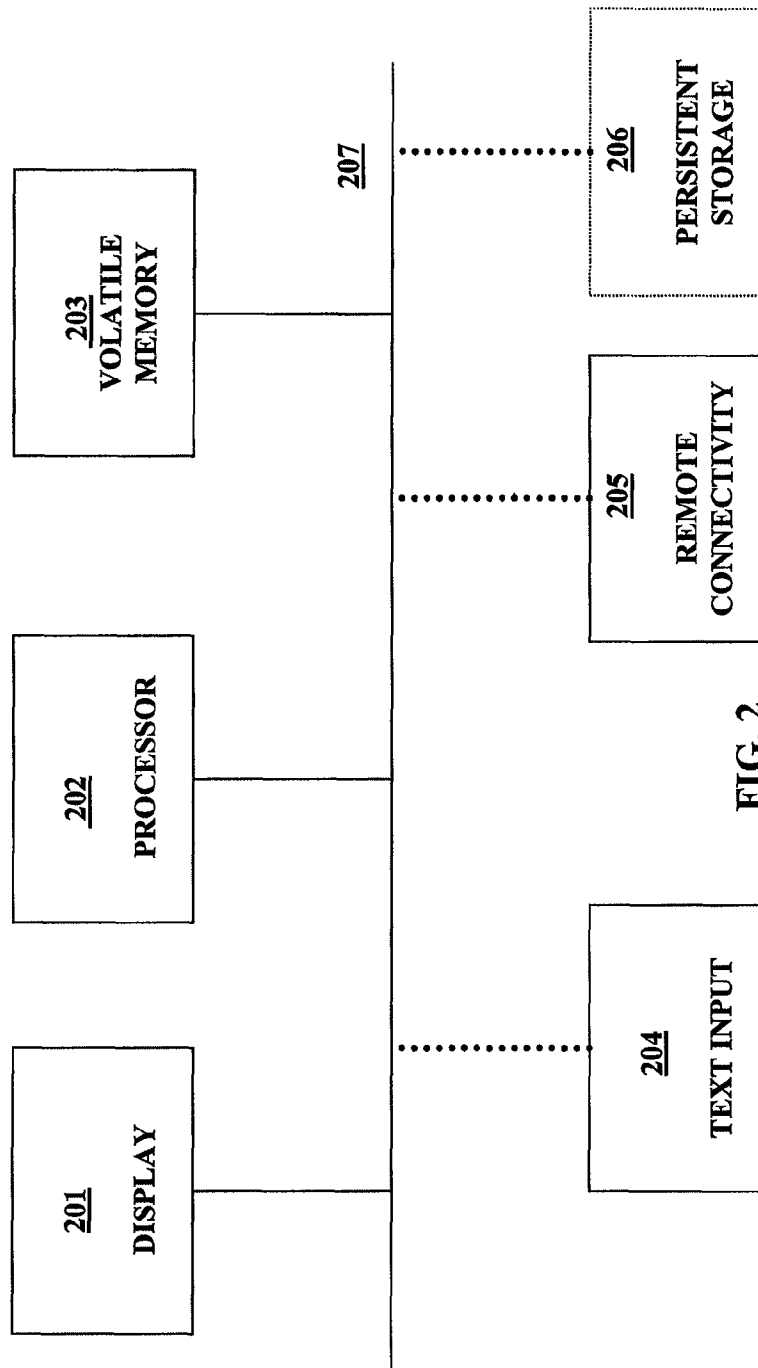 201
DISPLAY
202
PROCESSOR
203
VOLATILE
MEMORY
207
204
TEXT INPUT
205
REMOTE
CONNECTIVITY
206
PERSISTENT
STORAGE
FIG. 2